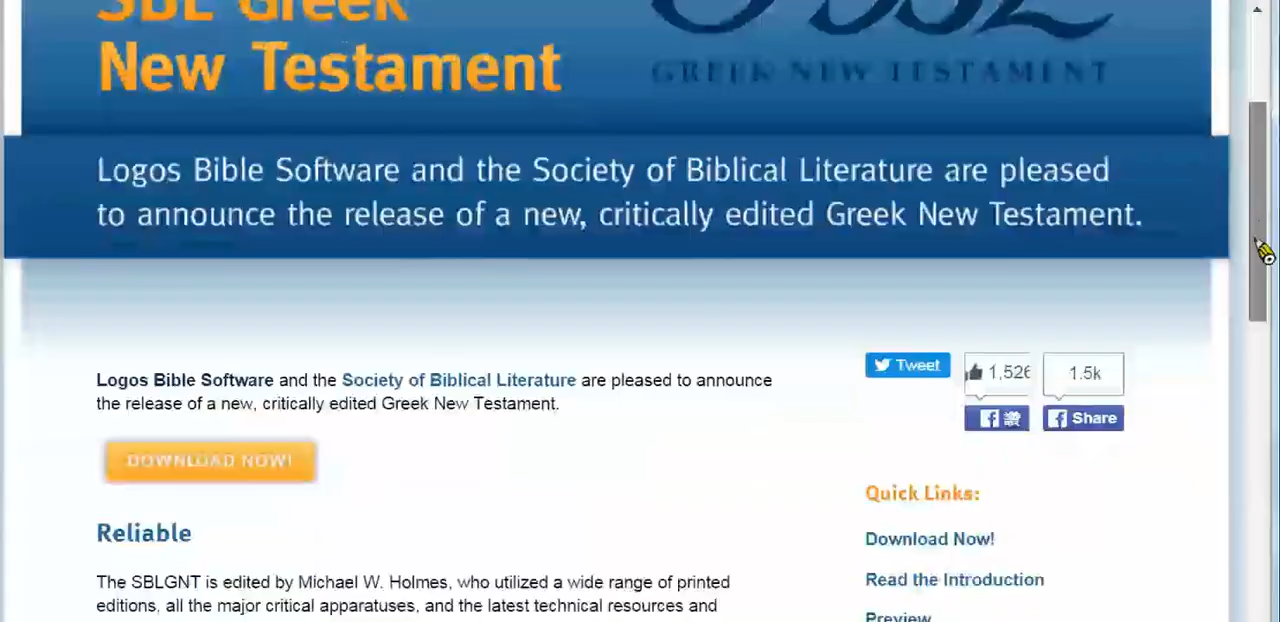 SBL Greek
New Testament
GREEK NEW TESTAMENT
Logos Bible Software and the Society of Biblical Literature are pleased
to announce the release of a new, critically edited Greek New Testament.
Logos Bible Software and the Society of Biblical Literature are pleased to announce
the release of a new, critically edited Greek New Testament.
Tweet
1,526
1.5k
讚
Share
DOWNLOAD NOW!
Quick Links:
Reliable
Download Now!
The SBLGNT is edited by Michael W. Holmes, who utilized a wide range of printed
editions, all the major critical apparatuses, and the latest technical resources and
Read the Introduction
Preview